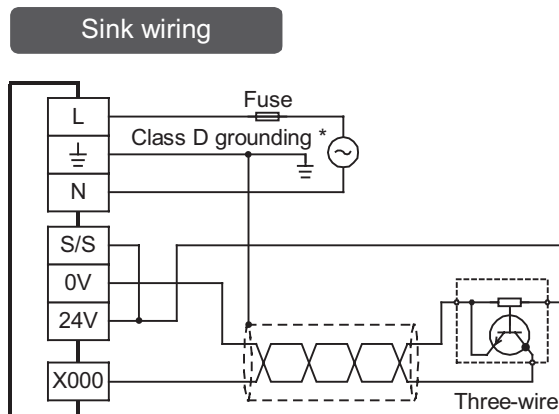 Sink wiring
L
Fuse
Class D grounding *
N
S/S
0V
24V
X000
Three-wire